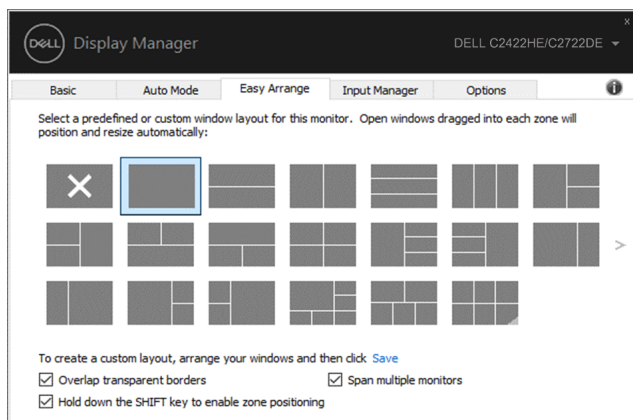 x
DELL Display Manager DELL C2422HE/C2722DE
Basic Auto Mode Easy Arrange Input Manager Options i
Select a predefined or custom window layout for this monitor. Open windows dragged into each zone will
position and resize automatically:
To create a custom layout, arrange your windows and then click Save
Overlap transparent borders Span multiple monitors
Hold down the SHIFT key to enable zone positioning